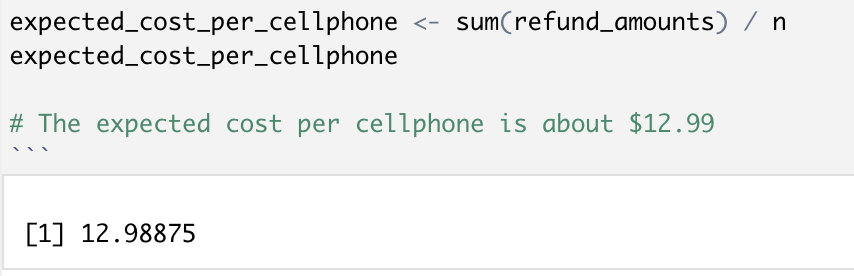 expected_cost_per_cellphone <- sum(refund_amounts) / n
expected_cost_per_cellphone
# The expected cost per cellphone is about $12.99
```
[1] 12.98875